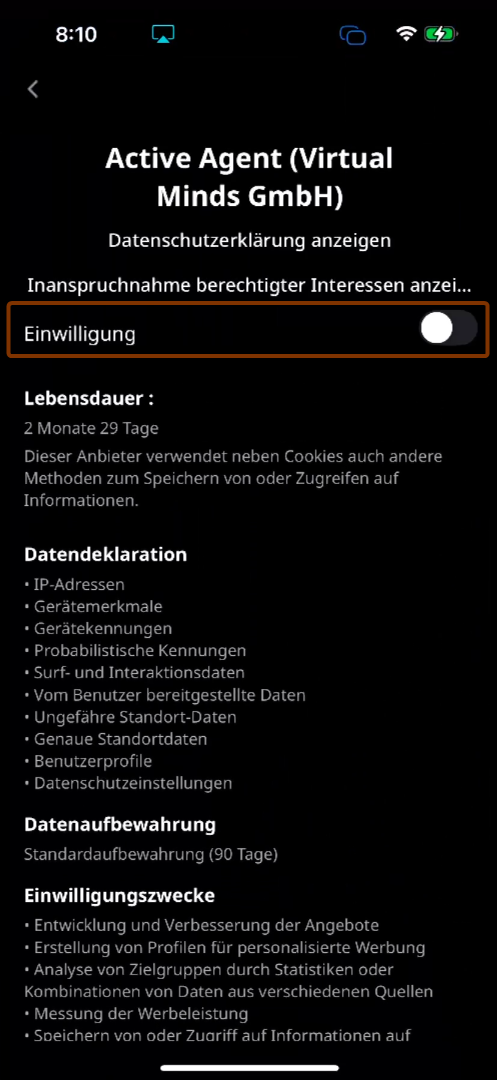 8:10
Active Agent (Virtual
Minds GmbH)
Datenschutzerklärung anzeigen
Inanspruchnahme berechtigter Interessen anzei...
Einwilligung
Lebensdauer :
2 Monate 29 Tage
Dieser Anbieter verwendet neben Cookies auch andere
Methoden zum Speichern von oder Zugreifen auf
Informationen.
Datendeklaration
• IP-Adressen
• Gerätemerkmale
• Gerätekennungen
• Probabilistische Kennungen
• Surf- und Interaktionsdaten
• Vom Benutzer bereitgestellte Daten
• Ungefähre Standort-Daten
• Genaue Standortdaten
• Benutzerprofile
• Datenschutzeinstellungen
Datenaufbewahrung
Standardaufbewahrung (90 Tage)
Einwilligungszwecke
• Entwicklung und Verbesserung der Angebote
• Erstellung von Profilen für personalisierte Werbung
• Analyse von Zielgruppen durch Statistiken oder
Kombinationen von Daten aus verschiedenen Quellen
• Messung der Werbeleistung
• Speichern von oder Zugriff auf Informationen auf